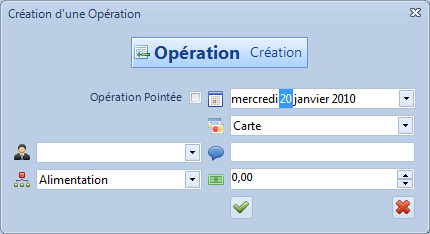 Création d'une Opération
Opération Création
Opération Pointée mercredi 20 janvier 2010
Carte
Alimentation 0,00